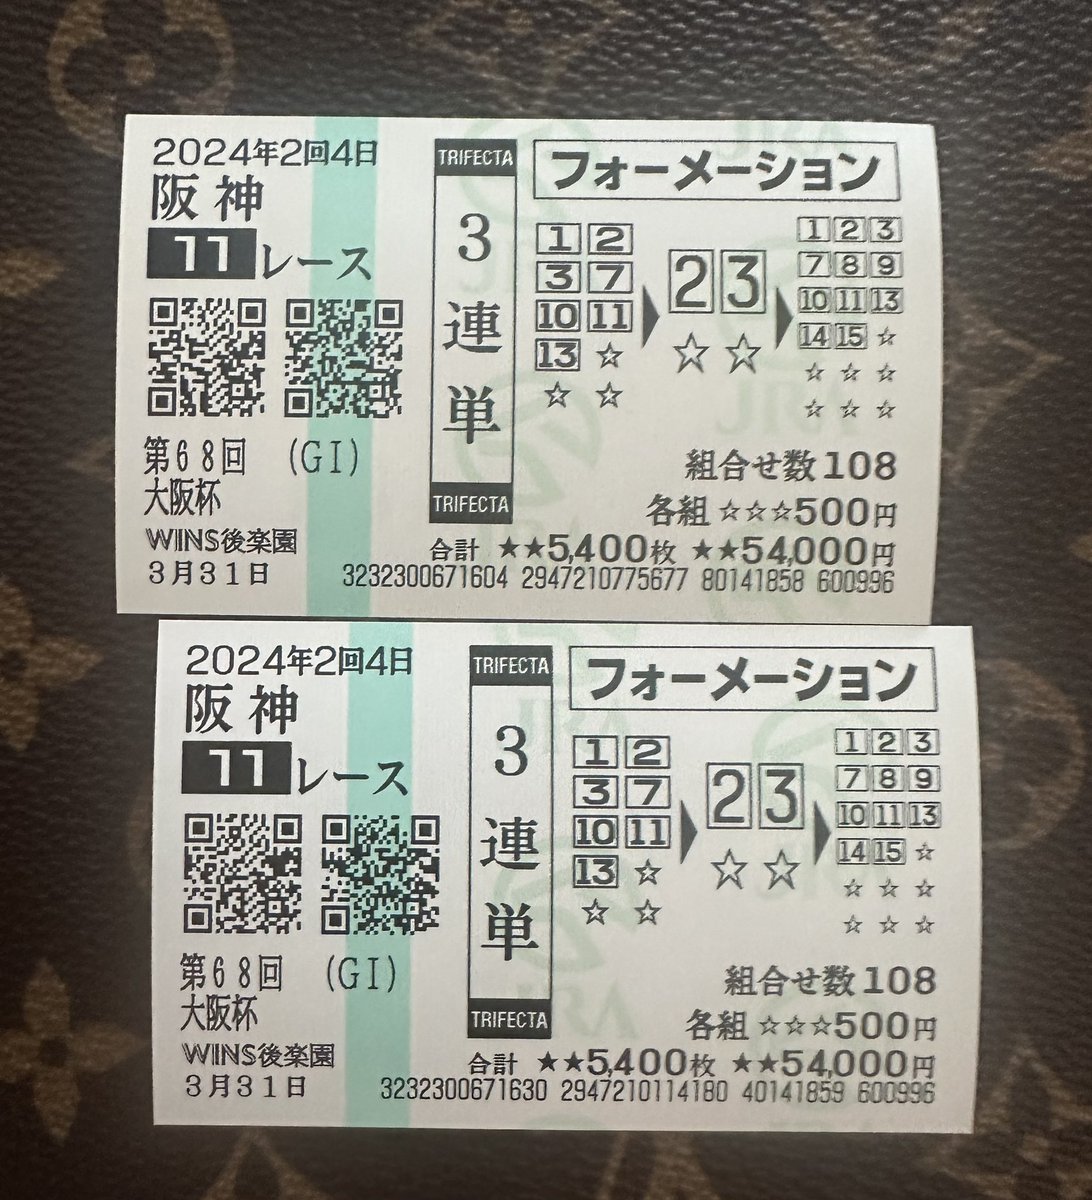 2024年2回4日
阪神
11レース
第68回 (GI)
大阪杯
WINS後楽園
3月31日
TRIFECTA
3連単
TRIFECTA
フォーメーション
1 2
3 7
10 11
13 ☆
☆ ☆
2 3
☆ ☆
1 2 3
7 8 9
10 11 13
14 15 ☆
☆ ☆ ☆
☆ ☆ ☆
組合せ数108
各組 ☆☆☆500円
合計 ★★5,400枚 ★★54,000円
3232300671604 2947210775677 80141858 600996
2024年2回4日
阪神
11レース
第68回 (GI)
大阪杯
WINS後楽園
3月31日
TRIFECTA
3連単
TRIFECTA
フォーメーション
1 2
3 7
10 11
13 ☆
☆ ☆
2 3
☆ ☆
1 2 3
7 8 9
10 11 13
14 15 ☆
☆ ☆ ☆
☆ ☆ ☆
組合せ数108
各組 ☆☆☆500円
合計 ★★5,400枚 ★★54,000円
3232300671630 2947210114180 40141859 600996